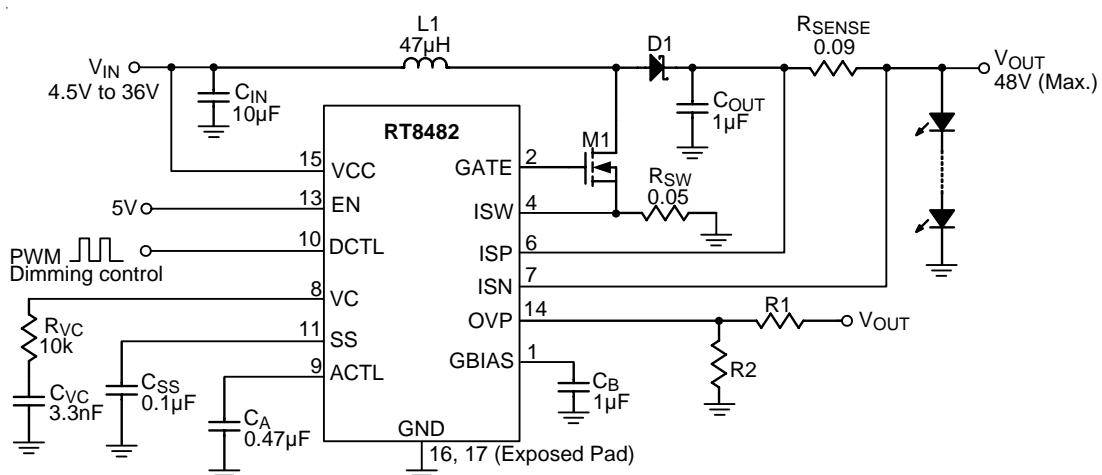 L1
47µH
D1
RSENSE
0.09
VIN
4.5V to 36V
VOUT
48V (Max.)
CIN
10µF
COUT
1µF
RT8482
M1
15
VCC
GATE
2
RSW
0.05
5V
13
EN
ISW
4
PWM
Dimming control
10
DCTL
ISP
6
8
VC
ISN
7
RVC
10k
11
SS
OVP
14
R1
VOUT
R2
9
ACTL
GBIAS
1
CVC
3.3nF
CSS
0.1µF
CA
0.47µF
CB
1µF
GND
16, 17 (Exposed Pad)